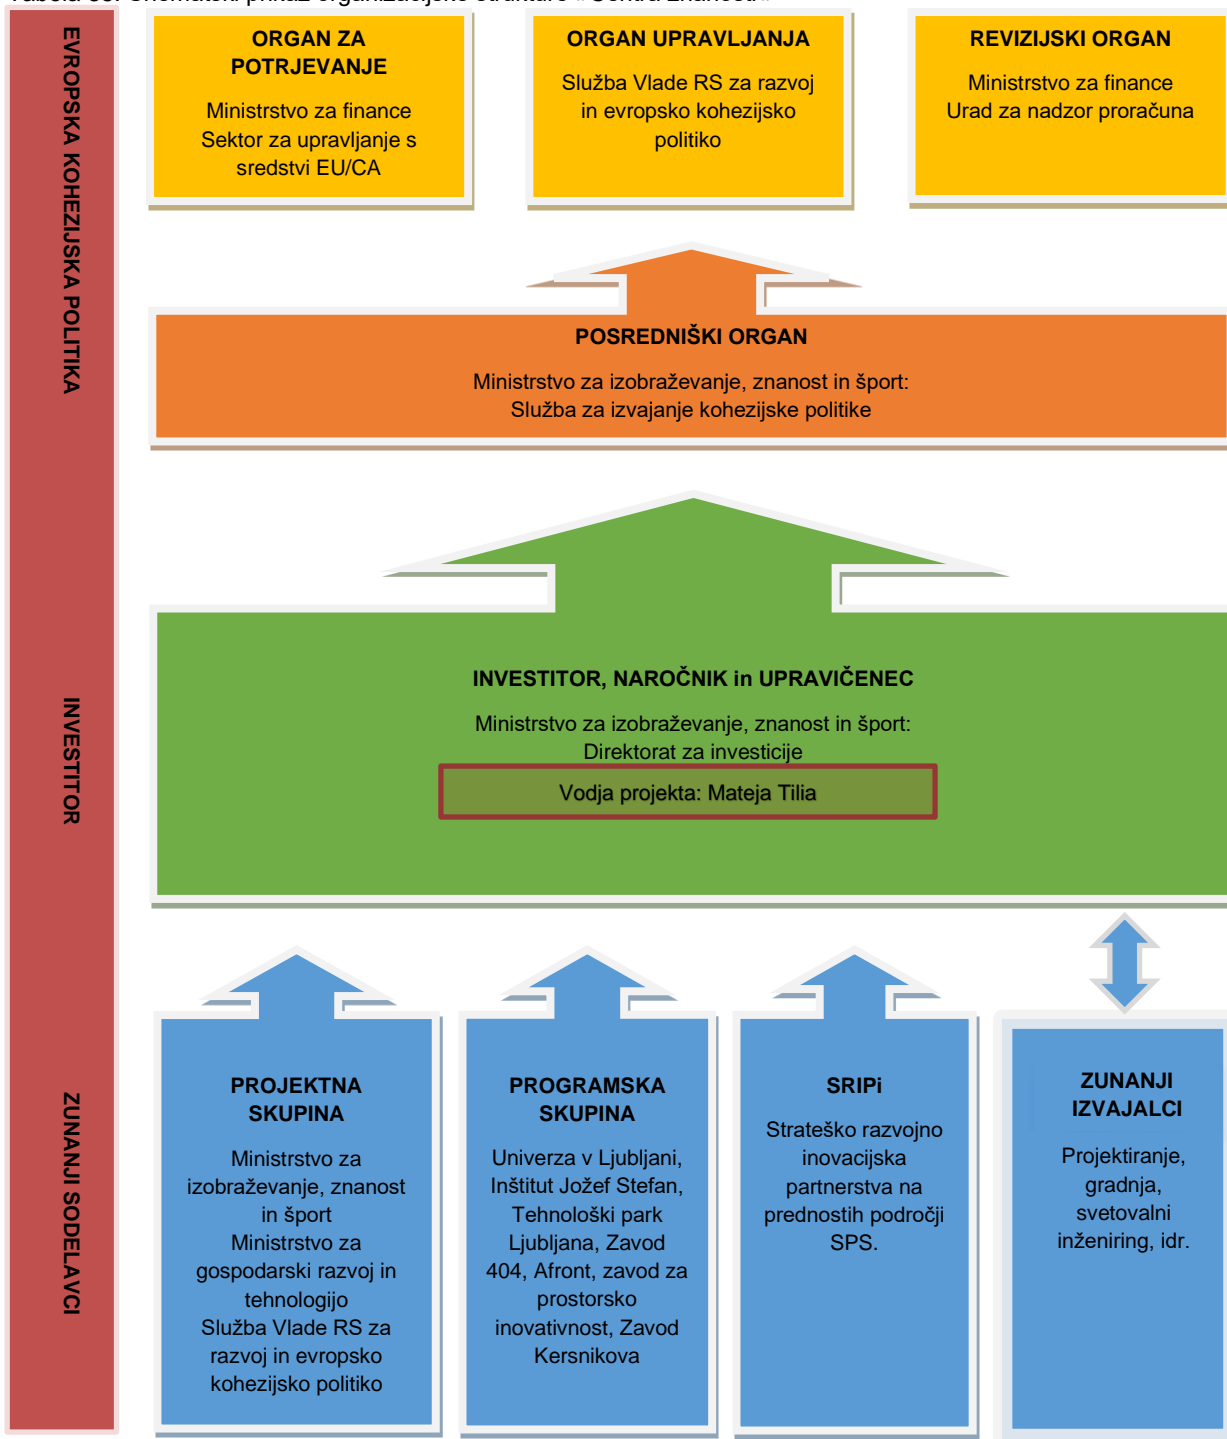 EVROPSKA KOHEZIJSKA POLITIKA
INVESTITOR
ZUNANJI SODELAVCI
ORGAN ZA
POTRJEVANJE
Ministrstvo za finance
Sektor za upravljanje s
sredstvi EU/CA
ORGAN UPRAVLJANJA
Služba Vlade RS za razvoj
in evropsko kohezijsko
politiko
REVIZIJSKI ORGAN
Ministrstvo za finance
Urad za nadzor proračuna
POSREDNIŠKI ORGAN
Ministrstvo za izobraževanje, znanost in šport:
Služba za izvajanje kohezijske politike
INVESTITOR, NAROČNIK in UPRAVIČENEC
Ministrstvo za izobraževanje, znanost in šport:
Direktorat za investicije
Vodja projekta: Mateja Tilia
PROJEKTNA
SKUPINA
Ministrstvo za
izobraževanje, znanost
in šport
Ministrstvo za
gospodarski razvoj in
tehnologijo
Služba Vlade RS za
razvoj in evropsko
kohezijsko politiko
PROGRAMSKA
SKUPINA
Univerza v Ljubljani,
Inštitut Jožef Stefan,
Tehnološki park
Ljubljana, Zavod
404, Afront, zavod za
prostorsko
inovativnost, Zavod
Kersnikova
SRIPi
Strateško razvojno
inovacijska
partnerstva na
prednostih področji
SPS.
ZUNANJI
IZVAJALCI
Projektiranje,
gradnja,
svetovalni
inženiring, idr.